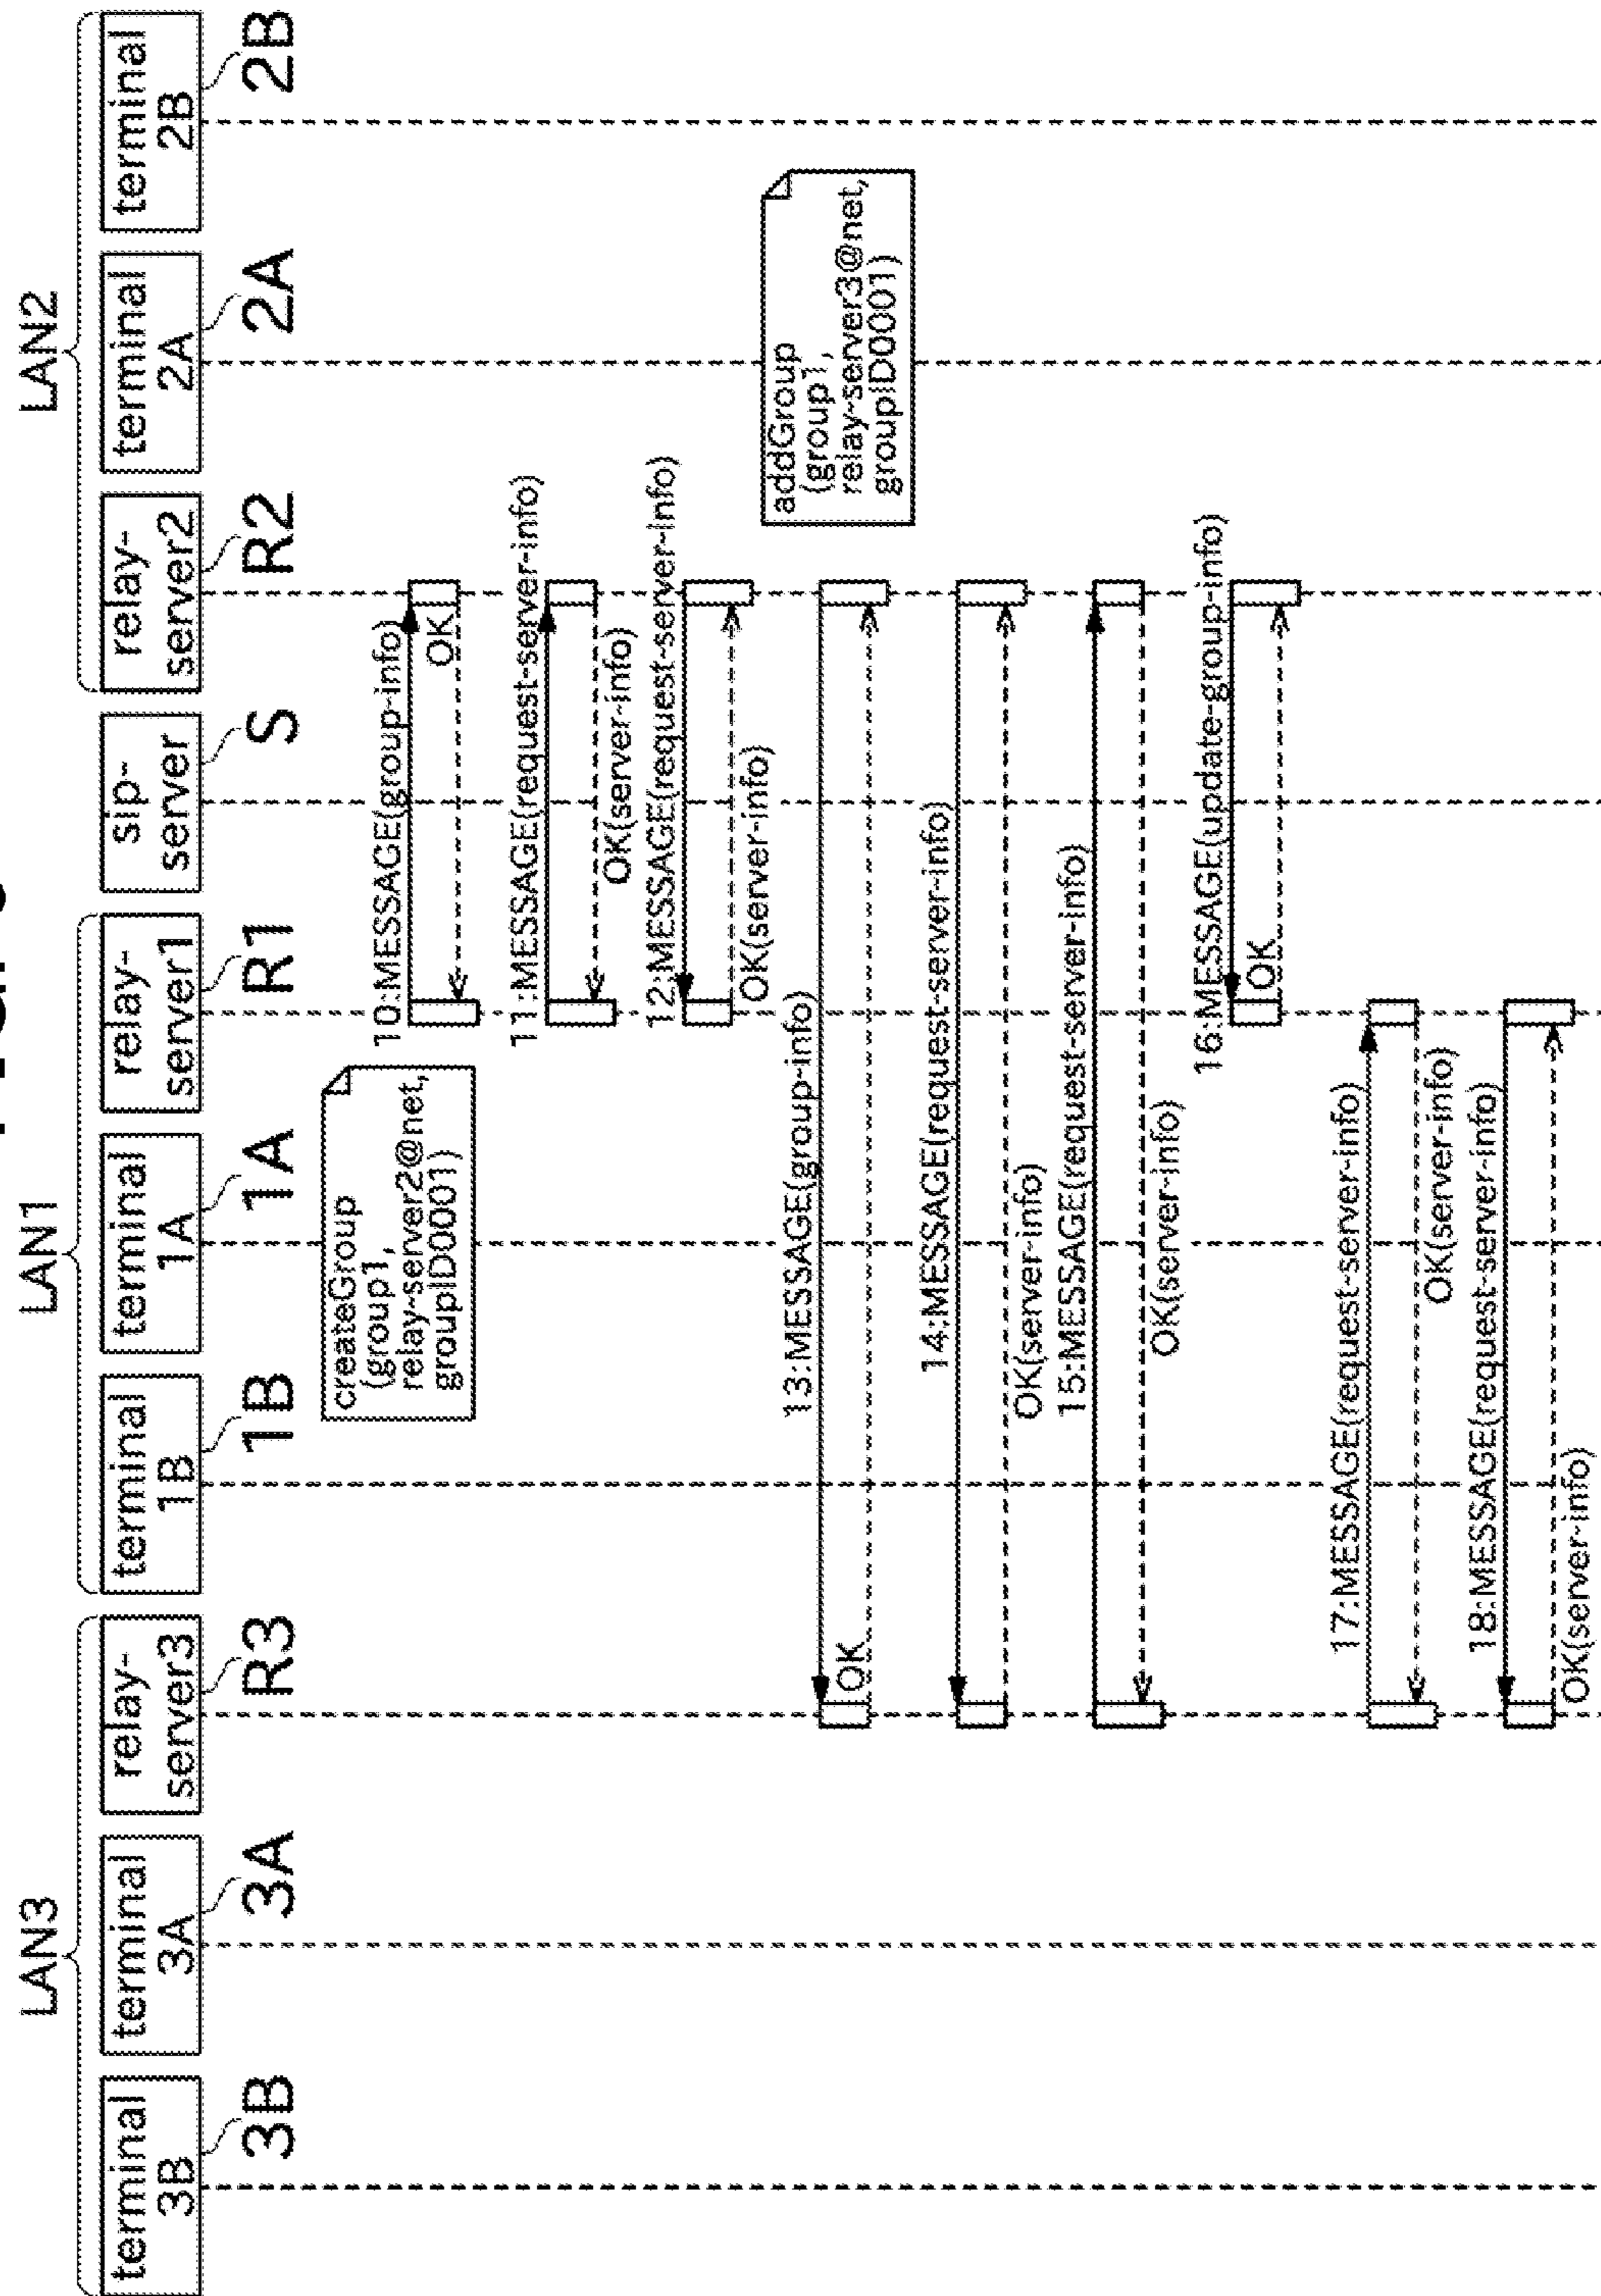 LAN3
LAN1
LAN2
terminal
3B
terminal
3A
relay-
server3
terminal
1B
terminal
1A
relay-
server1
sip-
server
relay-
server2
terminal
2A
terminal
2B
3B
3A
R3
1B
1A
R1
S
R2
2A
2B
createGroup
(group1,
relay-server2@net,
groupID0001)
10:MESSAGE(group-info)
OK
11:MESSAGE(request-server-info)
OK(server-info)
12:MESSAGE(request-server-info)
OK(server-info)
addGroup
(group1,
relay-server3@net,
groupID0001)
13:MESSAGE(group-info)
OK
14:MESSAGE(request-server-info)
OK(server-info)
15:MESSAGE(request-server-info)
OK(server-info)
16:MESSAGE(update-group-info)
OK
17:MESSAGE(request-server-info)
OK(server-info)
18:MESSAGE(request-server-info)
OK(server-info)